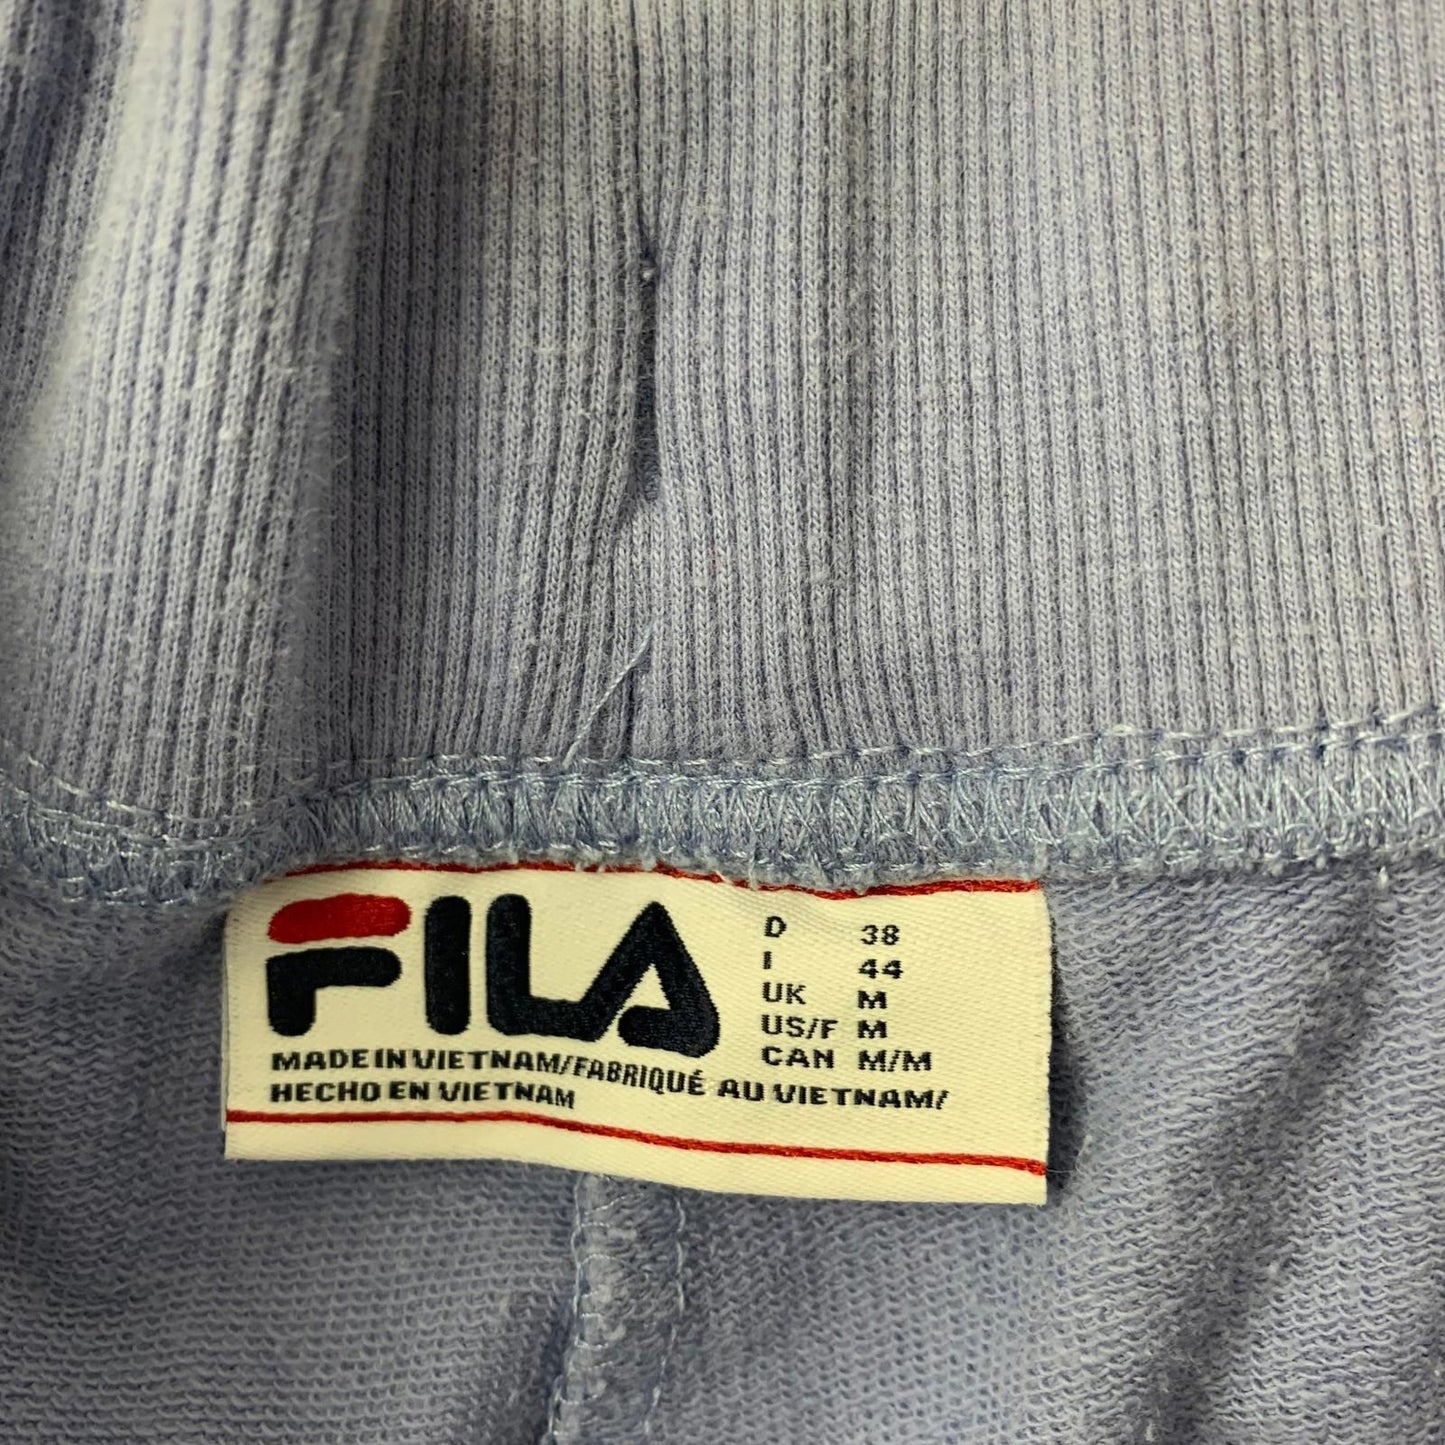 FILA
D 38
I 44
UK M
US/F M
CAN M/M
MADE IN VIETNAM/FABRIQUÉ AU VIETNAM/
HECHO EN VIETNAM